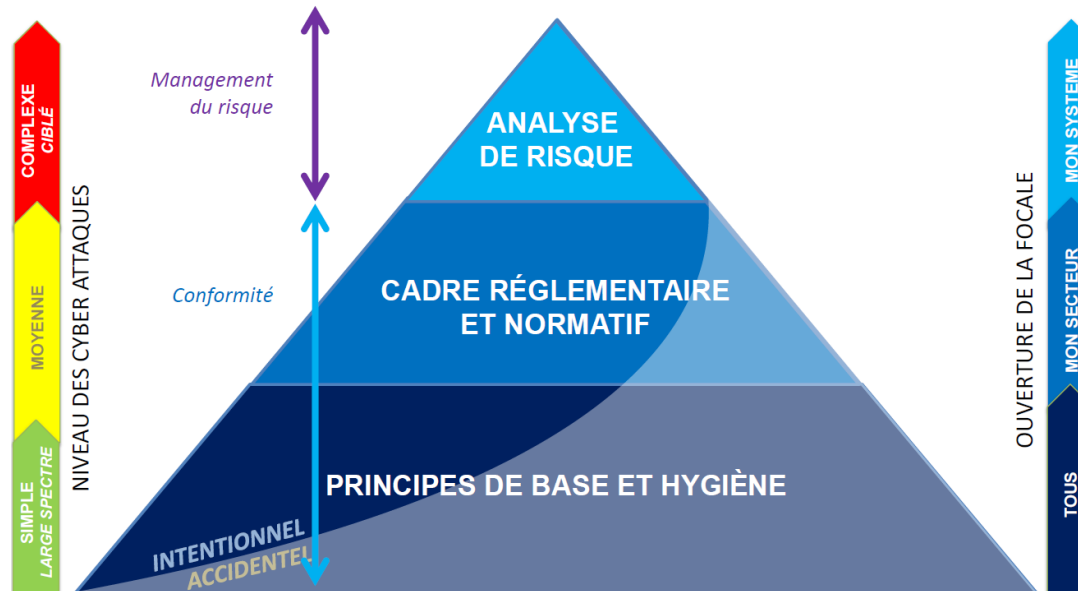 COMPLEXE
CIBLÉ
MOYENNE
SIMPLE
LARGE SPECTRE
NIVEAU DES CYBER ATTAQUES
Management
du risque
Conformité
ANALYSE
DE RISQUE
CADRE RÉGLEMENTAIRE
ET NORMATIF
PRINCIPES DE BASE ET HYGIÈNE
INTENTIONNEL
ACCIDENTEL
OUVERTURE DE LA FOCALE
MON SYSTEME
MON SECTEUR
TOUS